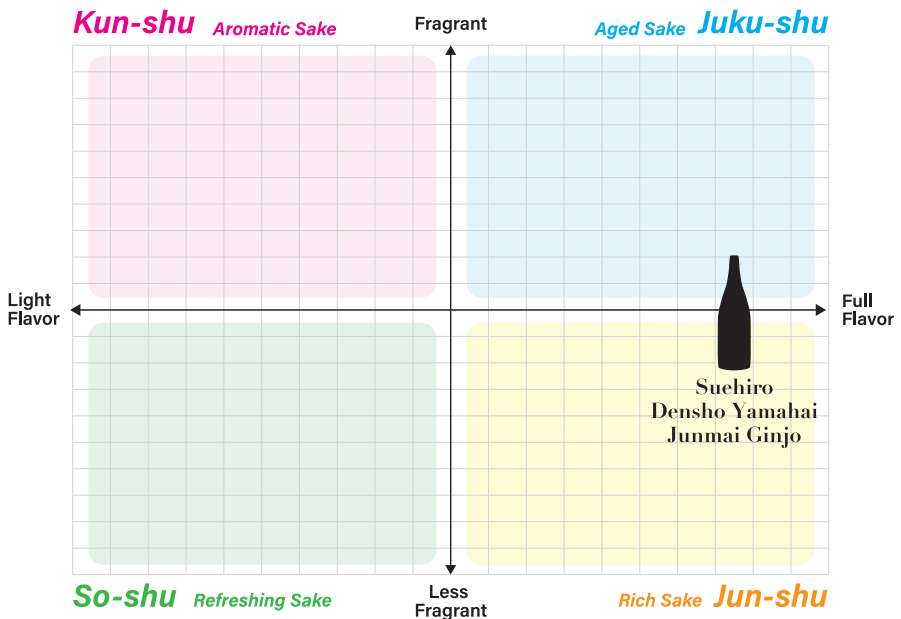 Kun-shu Aromatic Sake
Fragrant
Aged Sake Juku-shu
Light
Flavor
Full
Flavor
Suehiro
Densho Yamahai
Junmai Ginjo
So-shu Refreshing Sake
Less
Fragrant
Rich Sake Jun-shu